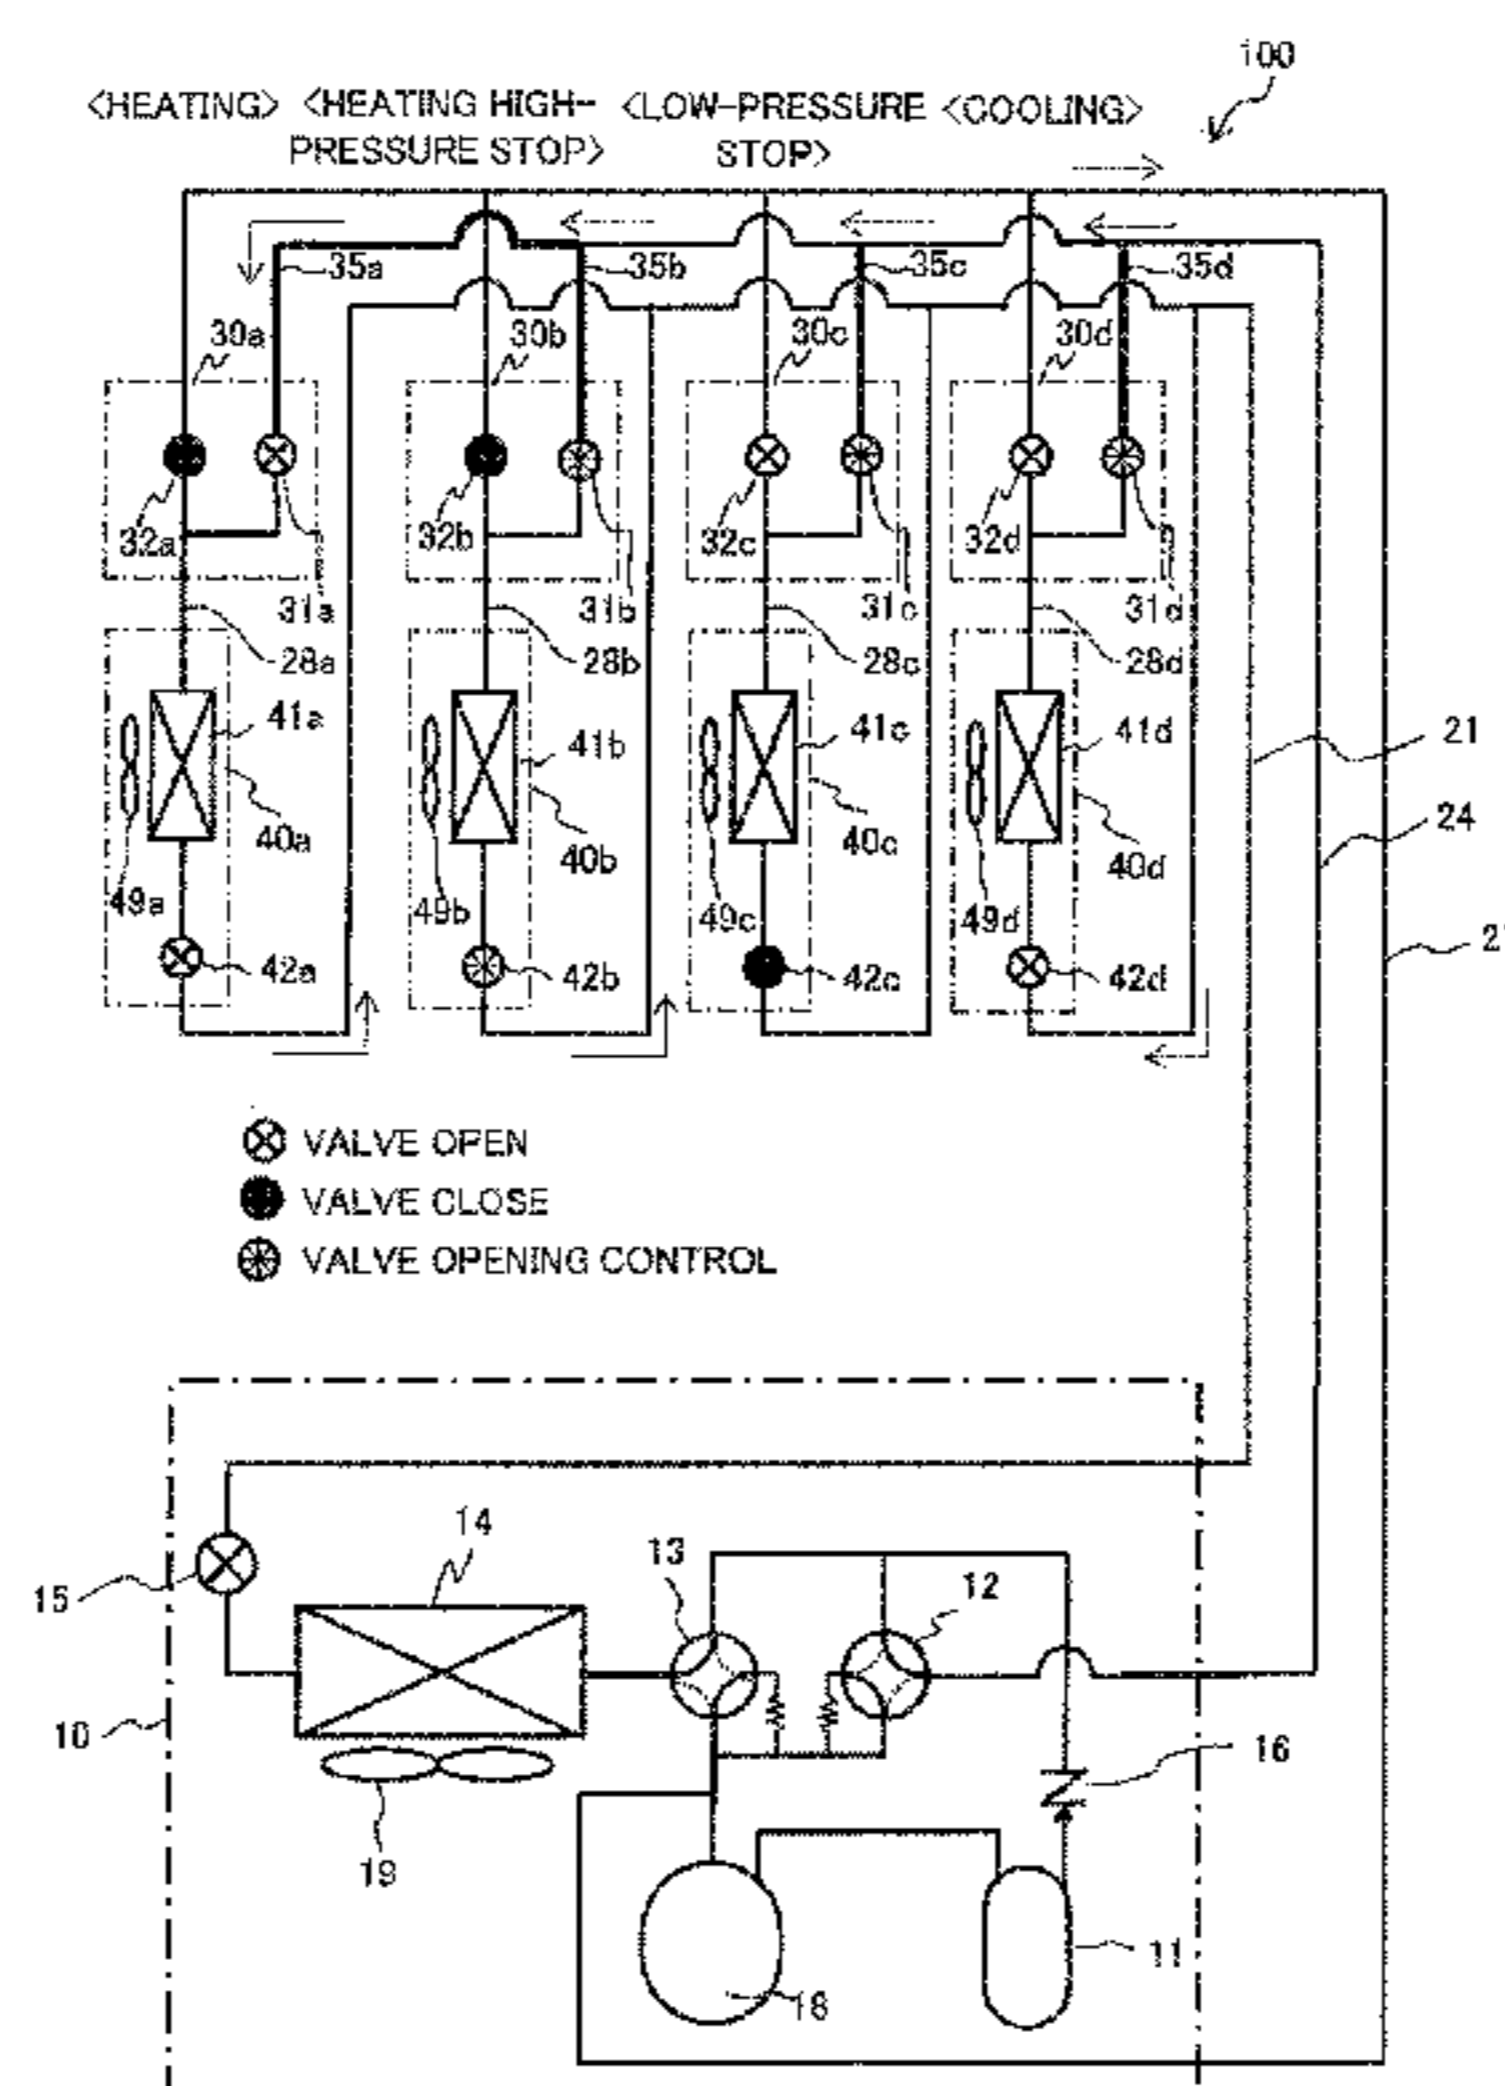 100
<HEATING> <HEATING HIGH- <LOW-PRESSURE <COOLING>
PRESSURE STOP> STOP>
35a 35b 35c 35d
30a 30b 30c 30d
32a 32b 32c 32d
31a 31b 31c 31d
28a 28b 28c 28d
41a 41b 41c 41d
21
24
40a 40b 40c 40d
49a 49b 49c 49d
42a 42b 42c 42d
VALVE OPEN
VALVE CLOSE
VALVE OPENING CONTROL
14
13
12
15
10
16
19
11
18